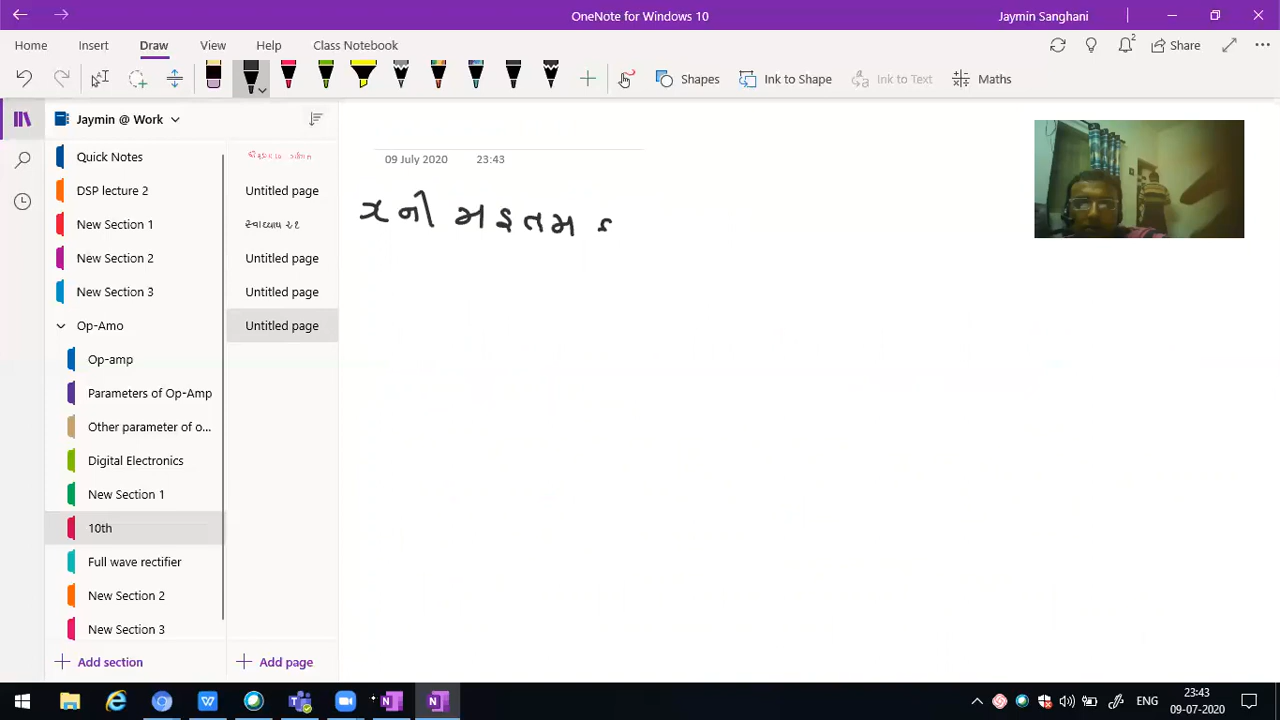 OneNote for Windows 10
Jaymin Sanghani
Home Insert Draw View Help Class Notebook
Share
Shapes Ink to Shape Ink to Text Maths
Jaymin @ Work
Quick Notes
DSP lecture 2
New Section 1
New Section 2
New Section 3
Op-Amo
Op-amp
Parameters of Op-Amp
Other parameter of o...
Digital Electronics
New Section 1
10th
Full wave rectifier
New Section 2
New Section 3
Add section
Untitled page
સ્વાધ્યાય ૨.૧
Untitled page
Untitled page
Untitled page
Add page
09 July 2020 23:43
x ની મહતમ
ENG
23:43
09-07-2020